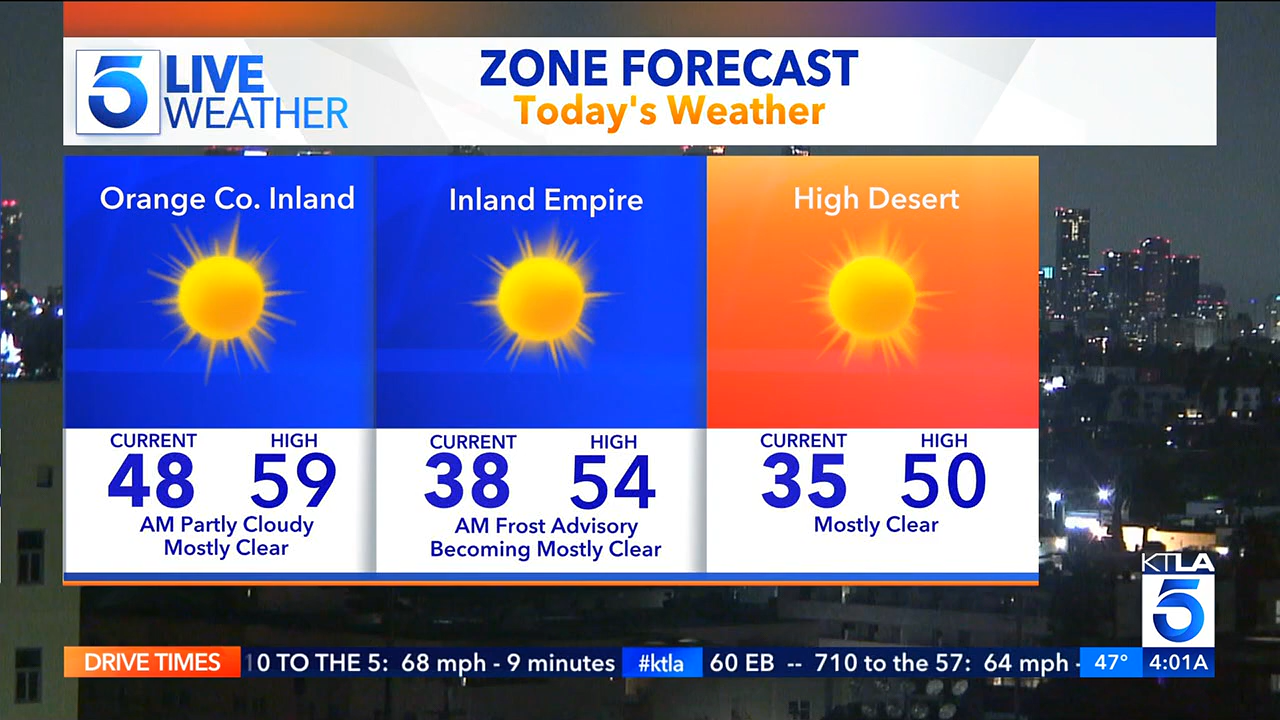 5 LIVE
WEATHER
ZONE FORECAST
Today's Weather
Orange Co. Inland
CURRENT HIGH
48 59
AM Partly Cloudy
Mostly Clear
Inland Empire
CURRENT HIGH
38 54
AM Frost Advisory
Becoming Mostly Clear
High Desert
CURRENT HIGH
35 50
Mostly Clear
KTLA
5
DRIVE TIMES 10 TO THE 5: 68 mph - 9 minutes #ktla 60 EB -- 710 to the 57: 64 mph - 47° 4:01A